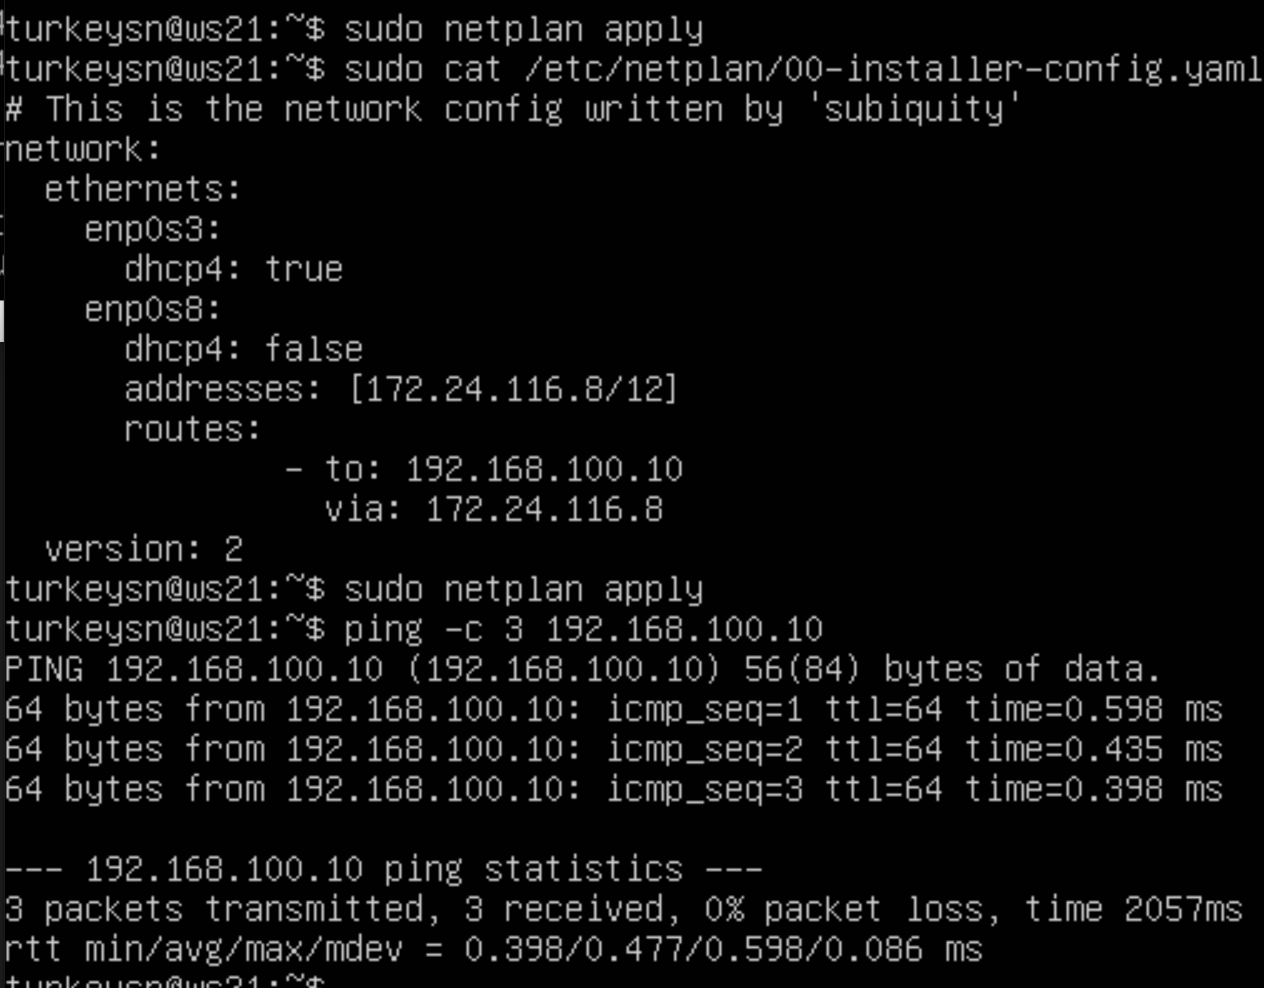 turkeysn@ws21:~$ sudo netplan apply
turkeysn@ws21:~$ sudo cat /etc/netplan/00-installer-config.yaml
# This is the network config written by 'subiquity'
network:
  ethernets:
    enp0s3:
      dhcp4: true
    enp0s8:
      dhcp4: false
      addresses: [172.24.116.8/12]
      routes:
              - to: 192.168.100.10
                via: 172.24.116.8
  version: 2
turkeysn@ws21:~$ sudo netplan apply
turkeysn@ws21:~$ ping -c 3 192.168.100.10
PING 192.168.100.10 (192.168.100.10) 56(84) bytes of data.
64 bytes from 192.168.100.10: icmp_seq=1 ttl=64 time=0.598 ms
64 bytes from 192.168.100.10: icmp_seq=2 ttl=64 time=0.435 ms
64 bytes from 192.168.100.10: icmp_seq=3 ttl=64 time=0.398 ms

--- 192.168.100.10 ping statistics ---
3 packets transmitted, 3 received, 0% packet loss, time 2057ms
rtt min/avg/max/mdev = 0.398/0.477/0.598/0.086 ms
turkeysn@ws21:~$